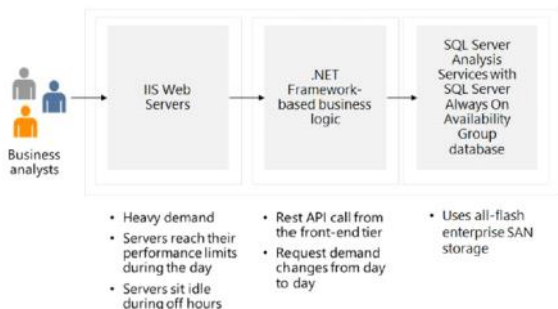 Business
analysts
IIS Web
Servers
.NET
Framework-
based business
logic
SQL Server
Analysis
Services with
SQL Server
Always On
Availability
Group
database
• Heavy demand
• Servers reach their
performance limits
during the day
• Servers sit idle
during off hours
• Rest API call from
the front-end tier
• Request demand
changes from day
to day
• Uses all-flash
enterprise SAN
storage